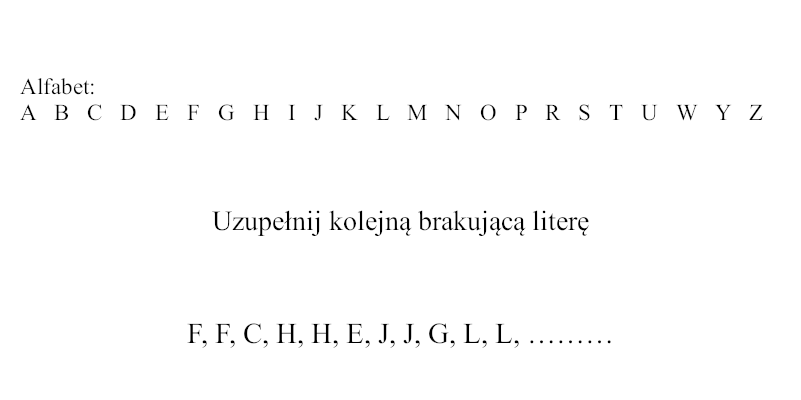 Alfabet:
A B C D E F G H I J K L M N O P R S T U W Y Z
Uzupełnij kolejną brakującą literę
F, F, C, H, H, E, J, J, G, L, L, ………